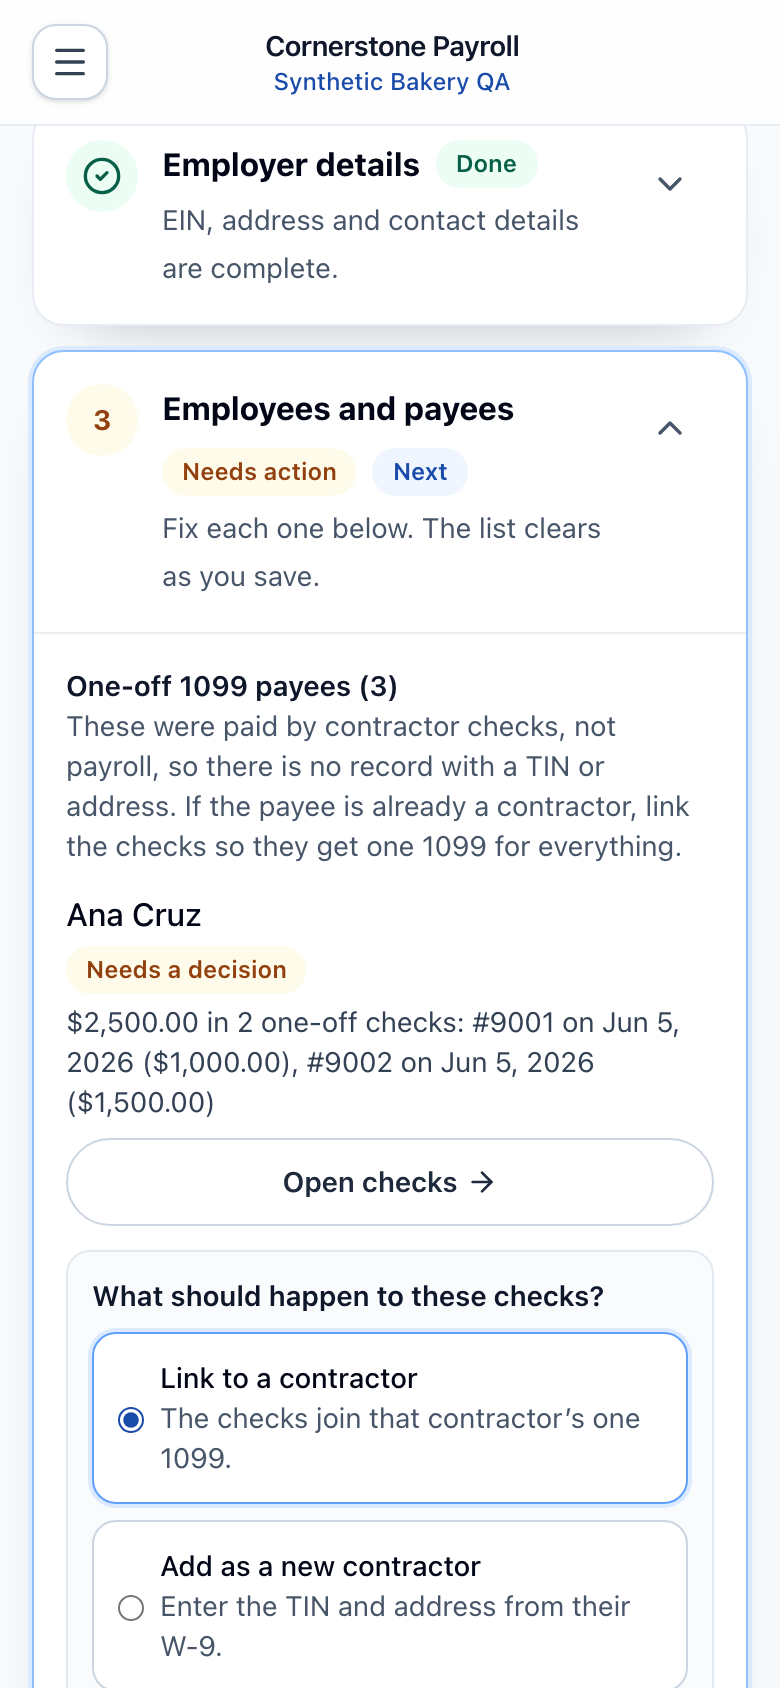 Cornerstone Payroll
Synthetic Bakery QA
Employer details Done
EIN, address and contact details
are complete.
3 Employees and payees
Needs action Next
Fix each one below. The list clears
as you save.
One-off 1099 payees (3)
These were paid by contractor checks, not
payroll, so there is no record with a TIN or
address. If the payee is already a contractor, link
the checks so they get one 1099 for everything.
Ana Cruz
Needs a decision
$2,500.00 in 2 one-off checks: #9001 on Jun 5,
2026 ($1,000.00), #9002 on Jun 5, 2026
($1,500.00)
Open checks →
What should happen to these checks?
Link to a contractor
The checks join that contractor’s one
1099.
Add as a new contractor
Enter the TIN and address from their
W-9.